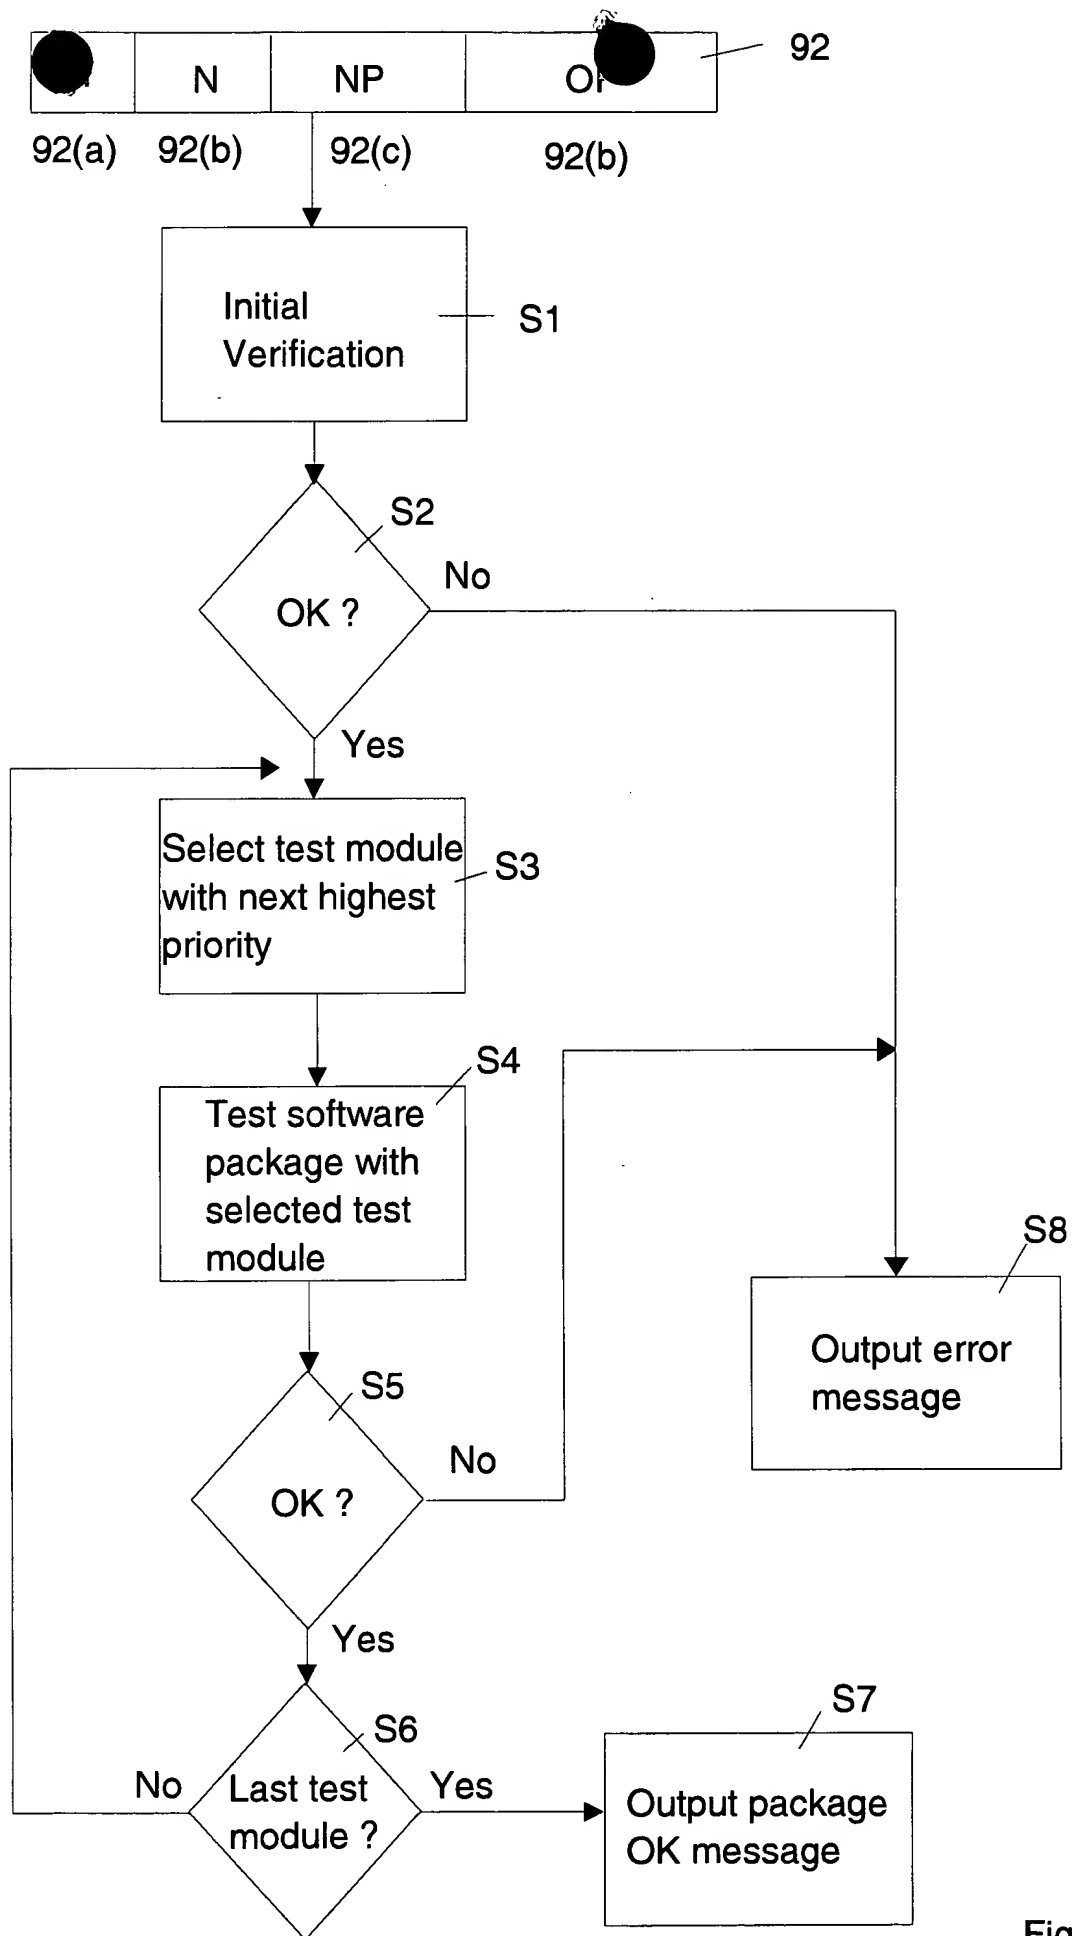 92
N NP
92(a) 92(b) 92(c) 92(b)
Initial
Verification
S1
S2
No
OK ?
Yes
Select test module
with next highest
priority
S3
S4
Test software
package with
selected test
module
S8
Output error
message
S5
No
OK ?
Yes
S7
S6
No
Last test
module ?
Yes
Output package
OK message